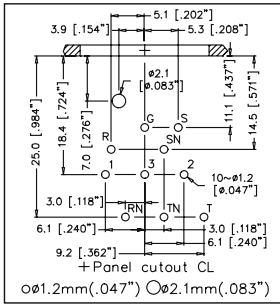 5.1 [.202"]
3.9 [.154"]
5.3 [.208"]
ø2.1
[ø.083"]
11.1 [.437"]
14.5 [.571"]
25.0 [.984"]
18.4 [.724"]
7.0 [.276"]
G
S
R
SN
1
3
2
10-ø1.2
[ø.047"]
3.0 [.118"]
RN
TN
T
6.1 [.240"]
3.0 [.118"]
6.1 [.240"]
9.2 [.362"]
+Panel cutout CL
Oø1.2mm(.047") Oø2.1mm(.083")